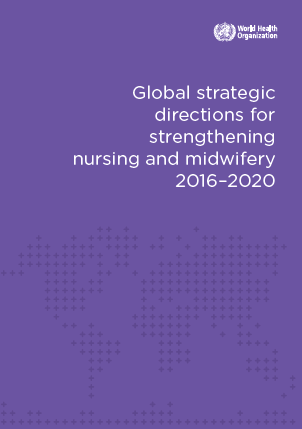 World Health
Organization
Global strategic
directions for
strengthening
nursing and midwifery
2016–2020